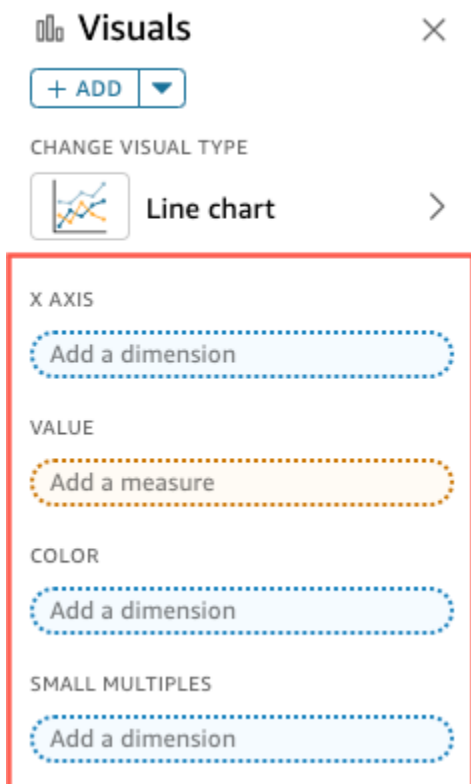 Visuals
+ ADD
CHANGE VISUAL TYPE
Line chart
X AXIS
Add a dimension
VALUE
Add a measure
COLOR
Add a dimension
SMALL MULTIPLES
Add a dimension